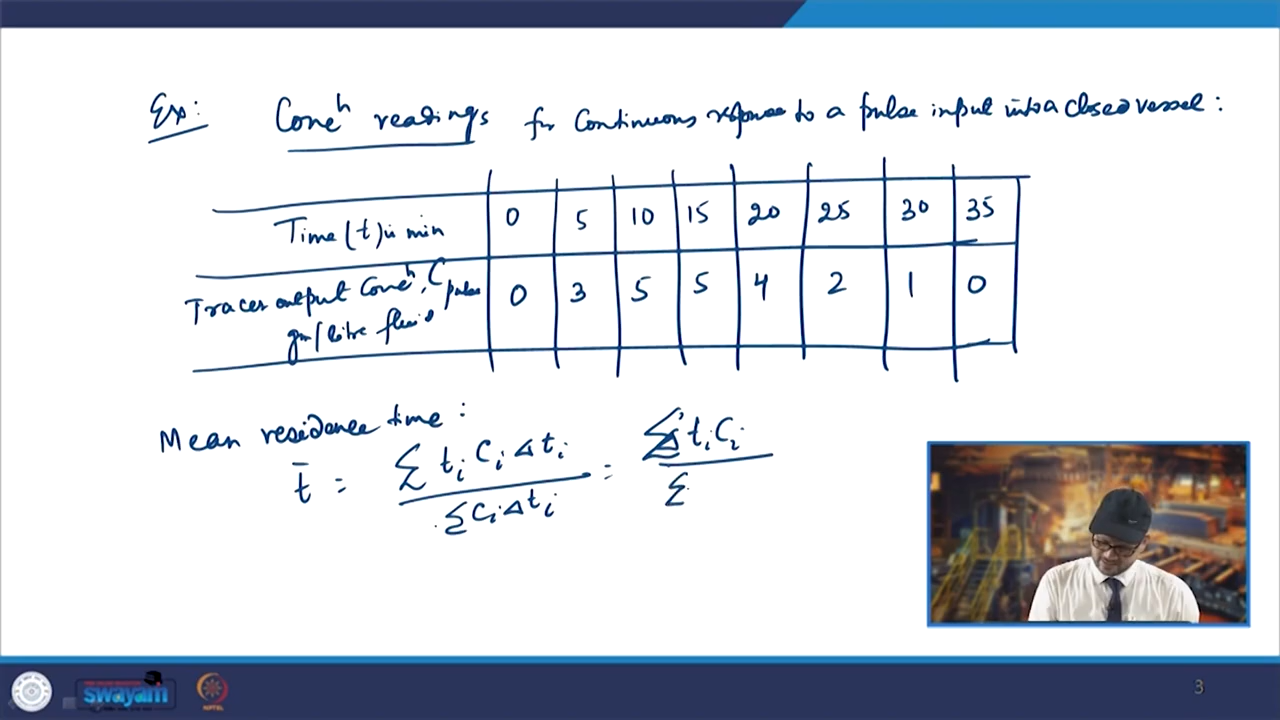 Ex: Concⁿ readings for Continuous response to a pulse input into a closed vessel:
Time (t) in min 0 5 10 15 20 25 30 35
Tracer output Concⁿ, C pulse 0 3 5 5 4 2 1 0
gm/litre fluid
Mean residence time:
t̄ = Σ tᵢ Cᵢ Δtᵢ / Σ Cᵢ Δtᵢ = Σ tᵢ Cᵢ / Σ
swayam
NPTEL
3